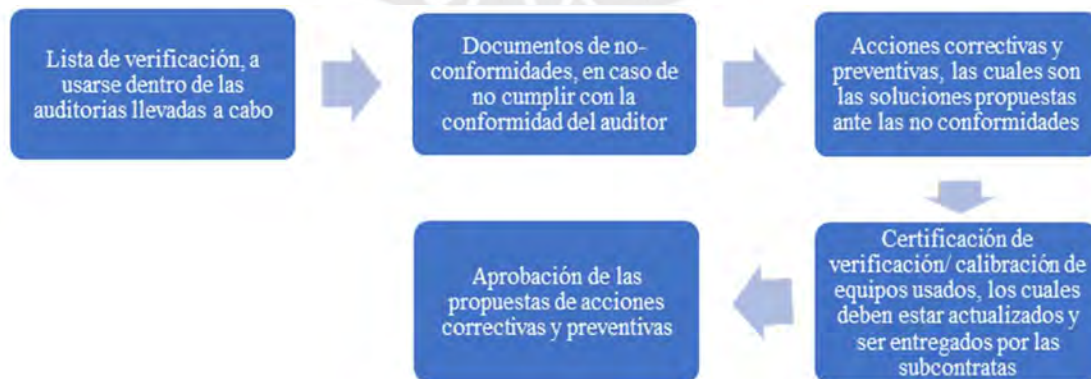 Lista de verificación, a
usarse dentro de las
auditorias llevadas a cabo
Documentos de no-
conformidades, en caso de
no cumplir con la
conformidad del auditor
Acciones correctivas y
preventivas, las cuales son
las soluciones propuestas
ante las no conformidades
Certificación de
verificación/ calibración de
equipos usados, los cuales
deben estar actualizados y
ser entregados por las
subcontratas
Aprobación de las
propuestas de acciones
correctivas y preventivas